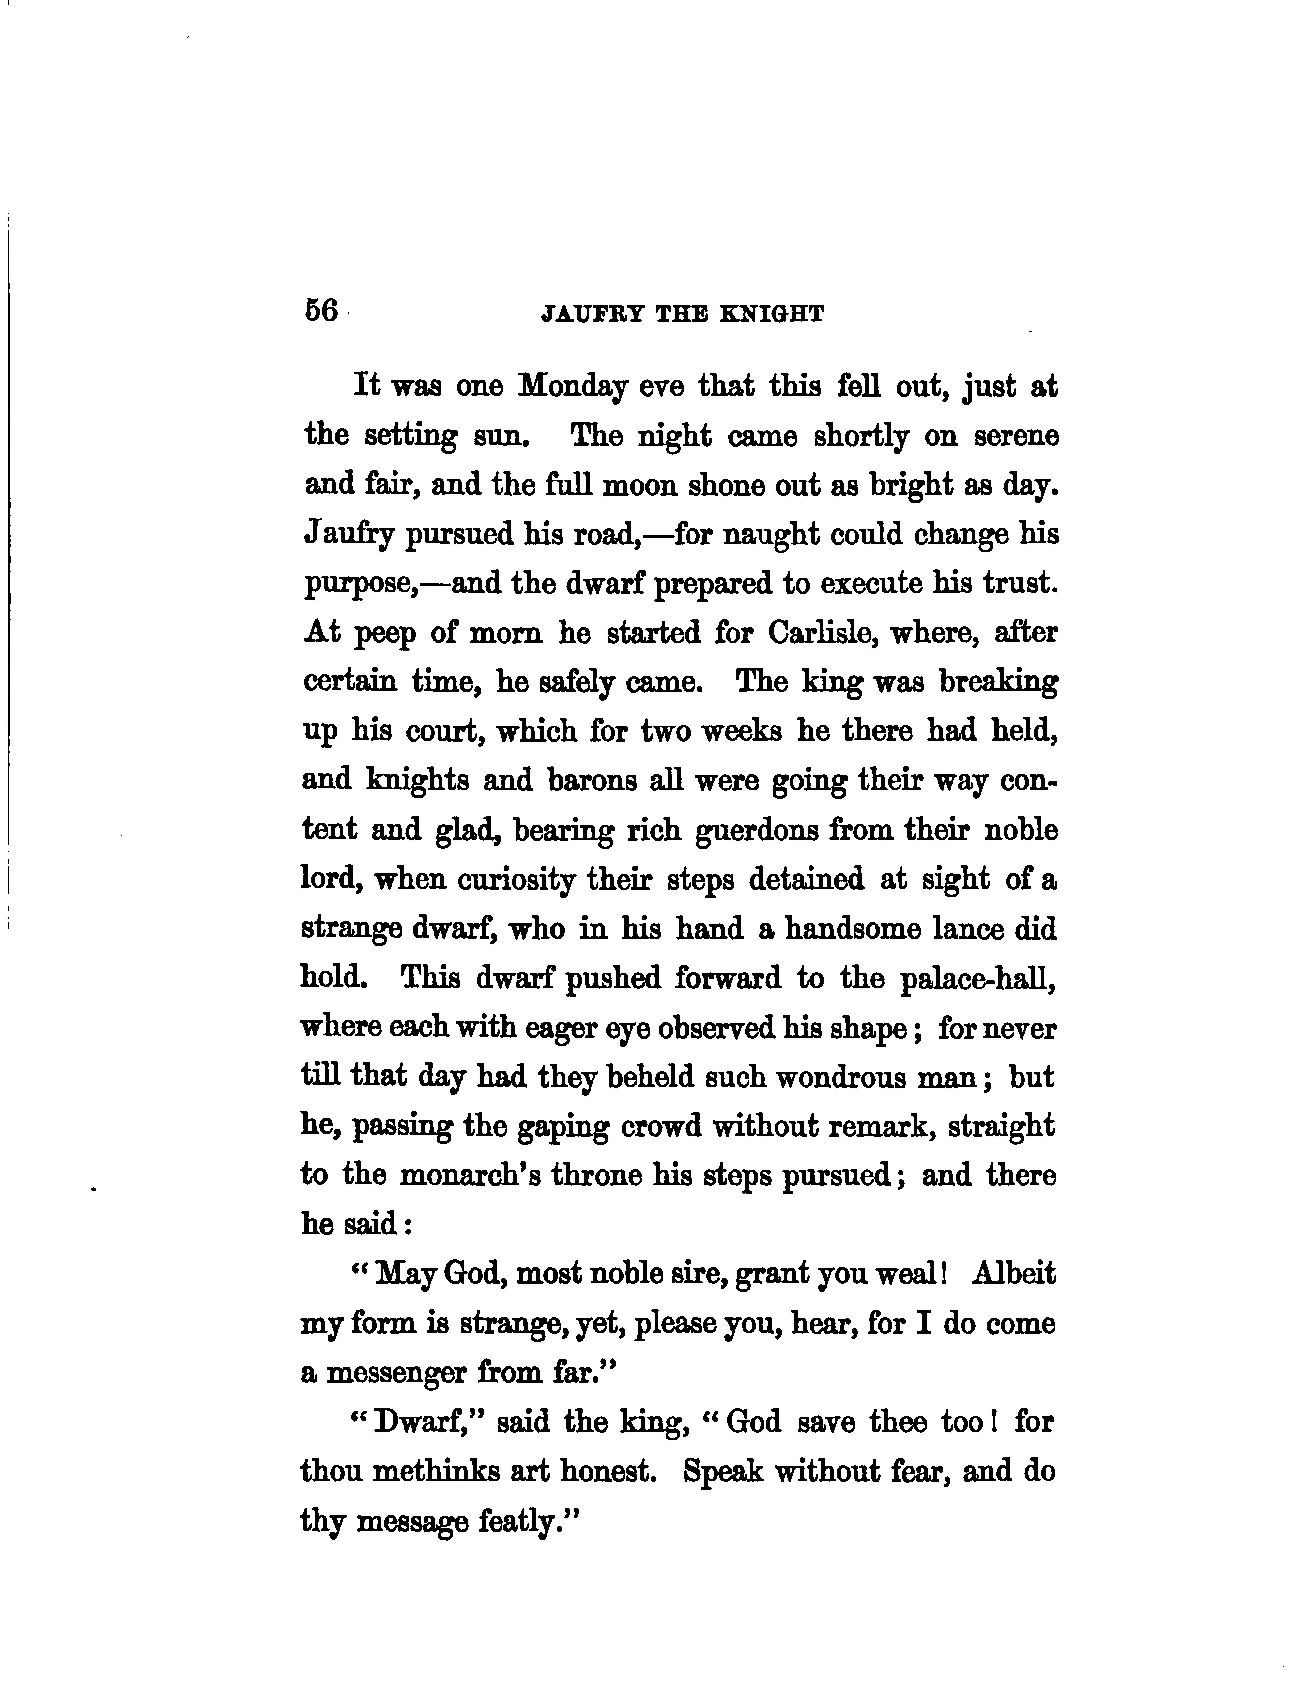 56 JAUFRY THE KNIGHT
It was one Monday eve that this fell out, just at
the setting sun. The night came shortly on serene
and fair, and the full moon shone out as bright as day.
Jaufry pursued his road,—for naught could change his
purpose,—and the dwarf prepared to execute his trust.
At peep of morn he started for Carlisle, where, after
certain time, he safely came. The king was breaking
up his court, which for two weeks he there had held,
and knights and barons all were going their way con-
tent and glad, bearing rich guerdons from their noble
lord, when curiosity their steps detained at sight of a
strange dwarf, who in his hand a handsome lance did
hold. This dwarf pushed forward to the palace-hall,
where each with eager eye observed his shape; for never
till that day had they beheld such wondrous man; but
he, passing the gaping crowd without remark, straight
to the monarch's throne his steps pursued; and there
he said:
"May God, most noble sire, grant you weal! Albeit
my form is strange, yet, please you, hear, for I do come
a messenger from far."
"Dwarf," said the king, "God save thee too! for
thou methinks art honest. Speak without fear, and do
thy message featly."